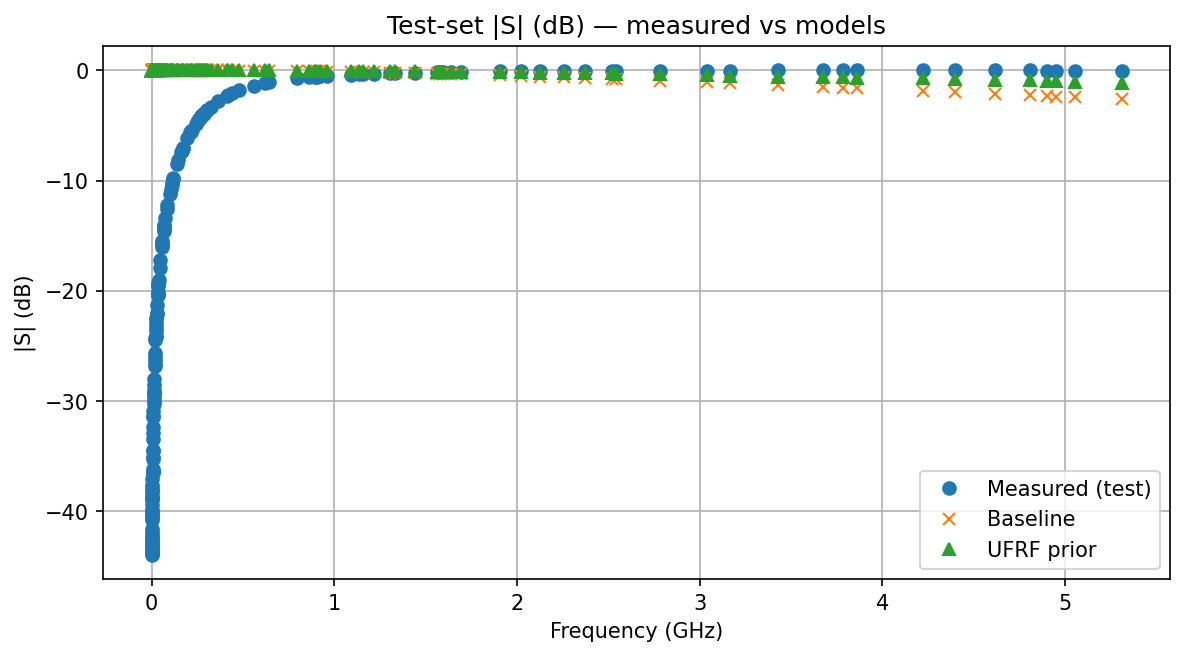 Test-set |S| (dB) — measured vs models
0
−10
−20
−30
−40
|S| (dB)
0 1 2 3 4 5
Frequency (GHz)
Measured (test)
Baseline
UFRF prior